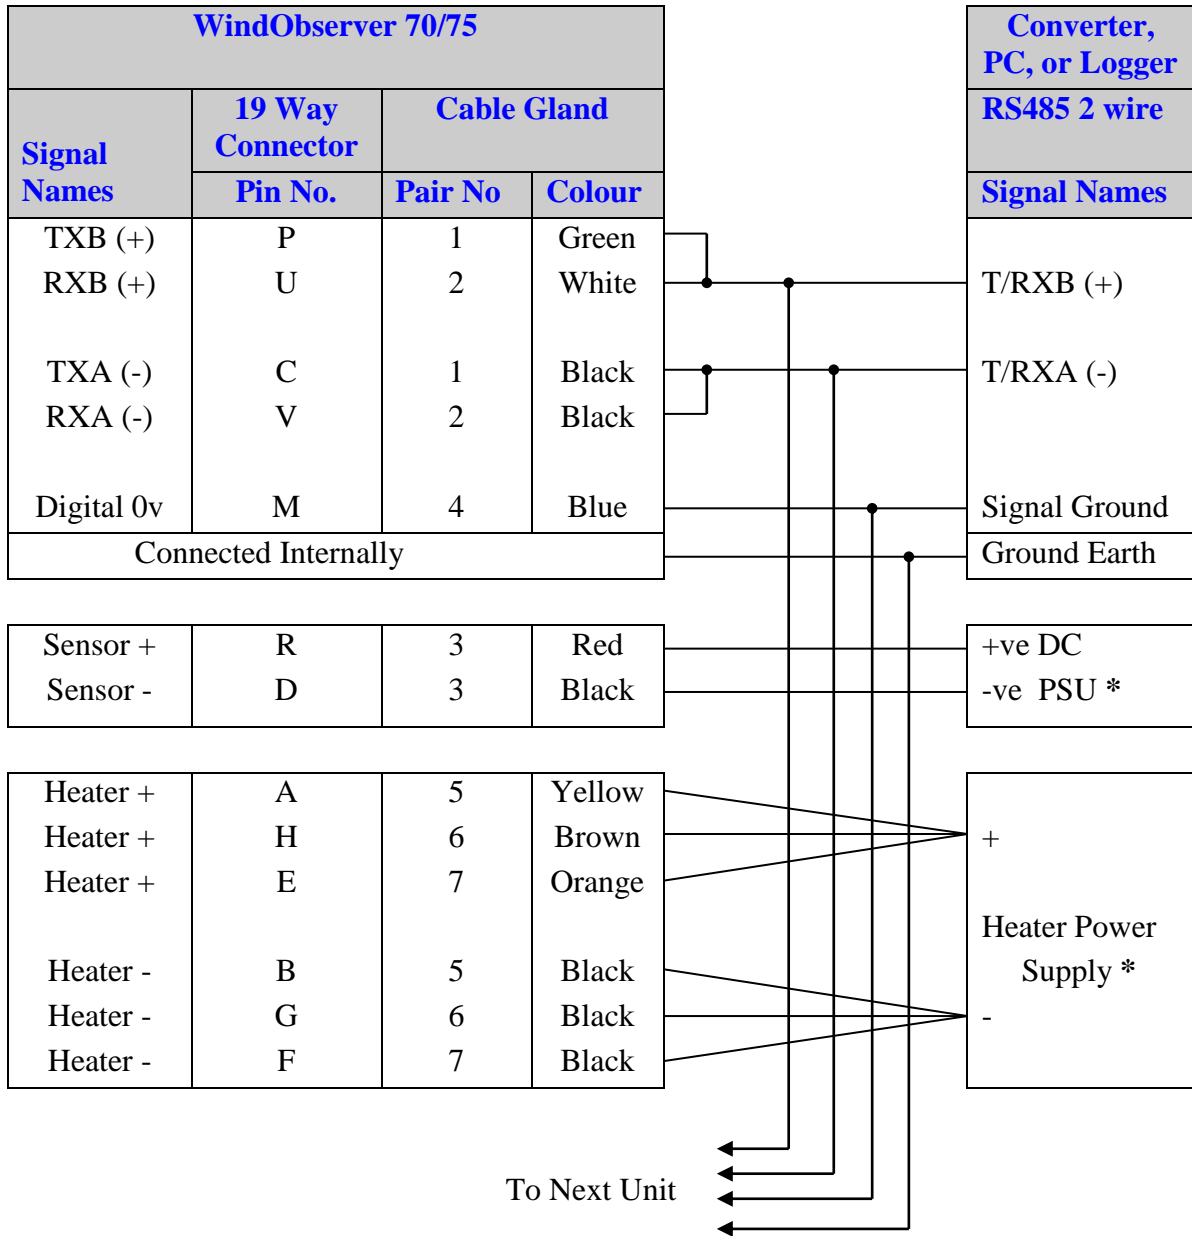 WindObserver 70/75 Converter,
PC, or Logger
19 Way Cable Gland RS485 2 wire
Connector
Signal
Names Pin No. Pair No Colour Signal Names
TXB (+) P 1 Green
RXB (+) U 2 White T/RXB (+)
TXA (-) C 1 Black T/RXA (-)
RXA (-) V 2 Black
Digital 0v M 4 Blue Signal Ground
Connected Internally Ground Earth
Sensor + R 3 Red +ve DC
Sensor - D 3 Black -ve PSU *
Heater + A 5 Yellow
Heater + H 6 Brown +
Heater + E 7 Orange
Heater Power
Heater - B 5 Black Supply *
Heater - G 6 Black -
Heater - F 7 Black
To Next Unit